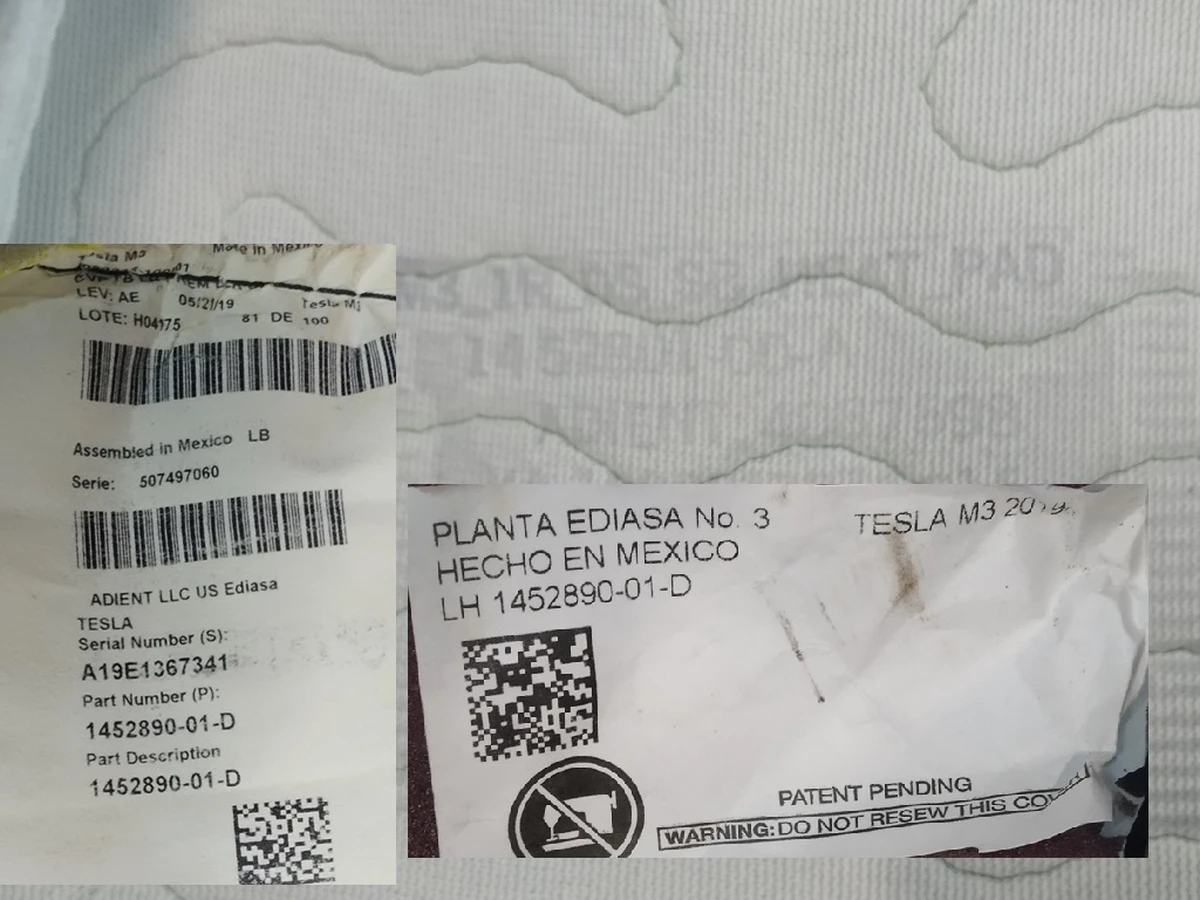 Made in
LEV: AE 05/21/19 Tesla M3
LOTE: H04175 81 DE 100
Assembled in Mexico LB
Serie: 507497060
ADIENT LLC US Ediasa
TESLA
Serial Number (S):
A19E1367341
Part Number (P):
1452890-01-D
Part Description
1452890-01-D
PLANTA EDIASA No. 3 TESLA M3 2019
HECHO EN MEXICO
LH 1452890-01-D
PATENT PENDING
WARNING: DO NOT RESEW THIS